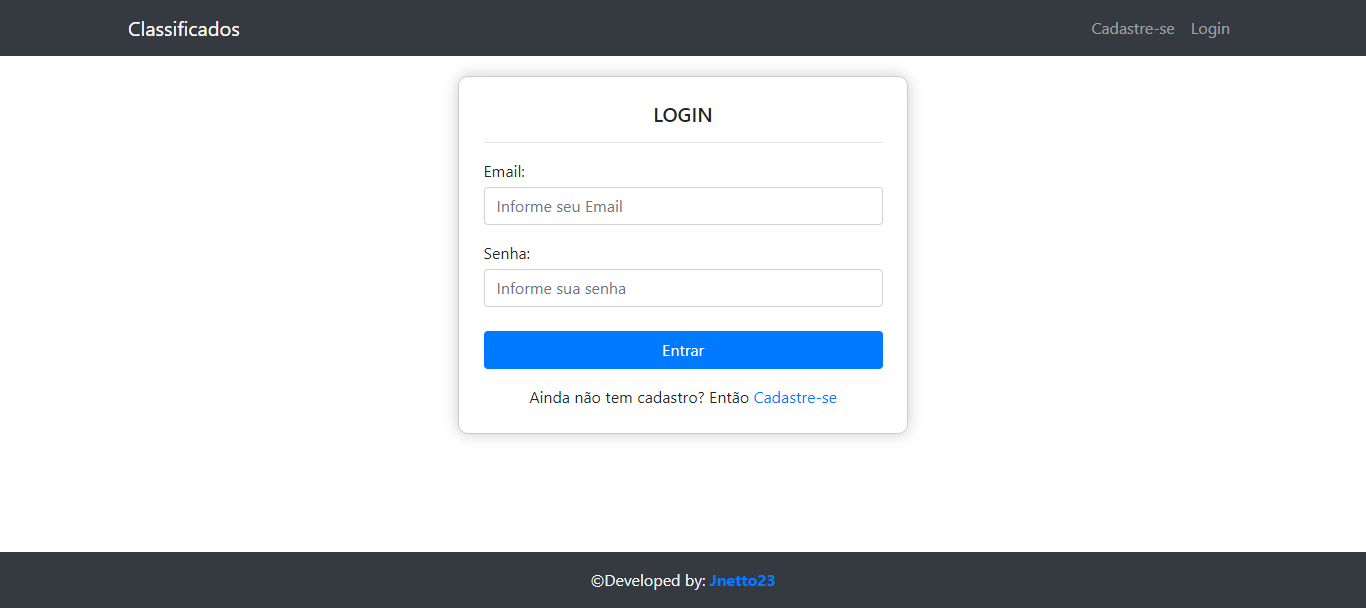 Classificados
Cadastre-se Login
LOGIN
Email:
Informe seu Email
Senha:
Informe sua senha
Entrar
Ainda não tem cadastro? Então Cadastre-se
©Developed by: Jnetto23